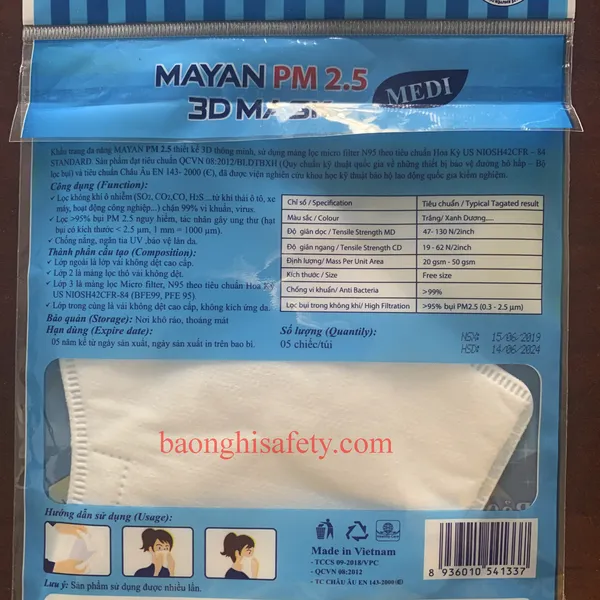 MAYAN PM 2.5
MEDI
3D MASK
Khẩu trang đa năng MAYAN PM 2.5 thiết kế 3D thông minh, sử dụng màng lọc micro filter N95 theo tiêu chuẩn Hoa Kỳ US NIOSH42CFR – 84
STANDARD. Sản phẩm đạt tiêu chuẩn QCVN 08:2012/BLĐTBXH (Quy chuẩn kỹ thuật quốc gia về những thiết bị bảo vệ đường hô hấp – Bộ
lọc bụi) và tiêu chuẩn Châu Âu EN 143- 2000 (Є), đã được viện nghiên cứu khoa học kỹ thuật bảo hộ lao động quốc gia kiểm nghiệm.
Công dụng (Function):
✓ Lọc không khí ô nhiễm (SO₂, CO₂,CO, H₂S....từ khí thải ô tô, xe
máy, hoạt động công nghiệp...) chặn 99% vi khuẩn, virus.
✓ Lọc >95% bụi PM 2.5 nguy hiểm, tác nhân gây ung thư (hạt
bụi có kích thước < 2.5 μm, 1 mm = 1000 μm).
✓ Chống nắng, ngăn tia UV ,bảo vệ làn da.
Thành phần cấu tạo (Composition):
✓ Lớp ngoài là lớp vải không dệt cao cấp.
✓ Lớp 2 là màng lọc thô vải không dệt.
✓ Lớp 3 là màng lọc Micro filter, N95 theo tiêu chuẩn Hoa Kỳ
US NIOSH42CFR-84 (BFE99, PFE 95)
✓ Lớp trong cùng là vải không dệt cao cấp, không kích ứng da.
Bảo quản (Storage): Nơi khô ráo, thoáng mát
Hạn dùng (Expire date):
05 năm kể từ ngày sản xuất, ngày sản xuất in trên bao bì.
Chỉ số / Specification Tiêu chuẩn / Typical Tagated result
Màu sắc / Colour Trắng/ Xanh Dương....
Độ giãn dọc / Tensile Strength MD 47- 130 N/2inch
Độ giãn ngang / Tensile Strength CD 19 - 62 N/2inch
Định lượng/ Mass Per Unit Area 20 gsm - 50 gsm
Kích thước / Size Free size
Chống vi khuẩn/ Anti Bacteria >99%
Lọc bụi trong không khí/ High Filtration >95% bụi PM2.5 (0.3 - 2.5 μm)
Số lượng (Quantily):
05 chiếc/túi
NSX: 15/06/2019
HSD: 14/06/2024
baonghisafety.com
Hướng dẫn sử dụng (Usage):
Lưu ý: Sản phẩm sử dụng được nhiều lần.
Made in Vietnam
- TCCS 09-2018/VPC
- QCVN 08:2012
- TC CHÂU ÂU EN 143-2000(Є)
8 936010 541337